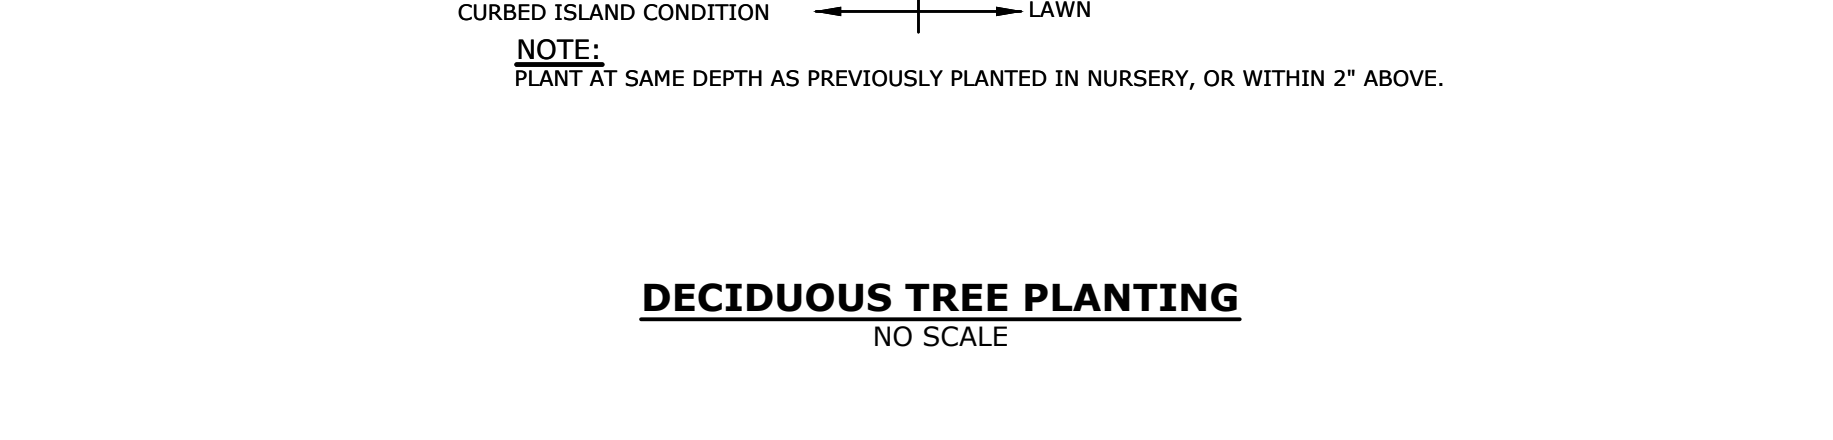 CURBED ISLAND CONDITION LAWN
NOTE:
PLANT AT SAME DEPTH AS PREVIOUSLY PLANTED IN NURSERY, OR WITHIN 2" ABOVE.
DECIDUOUS TREE PLANTING
NO SCALE